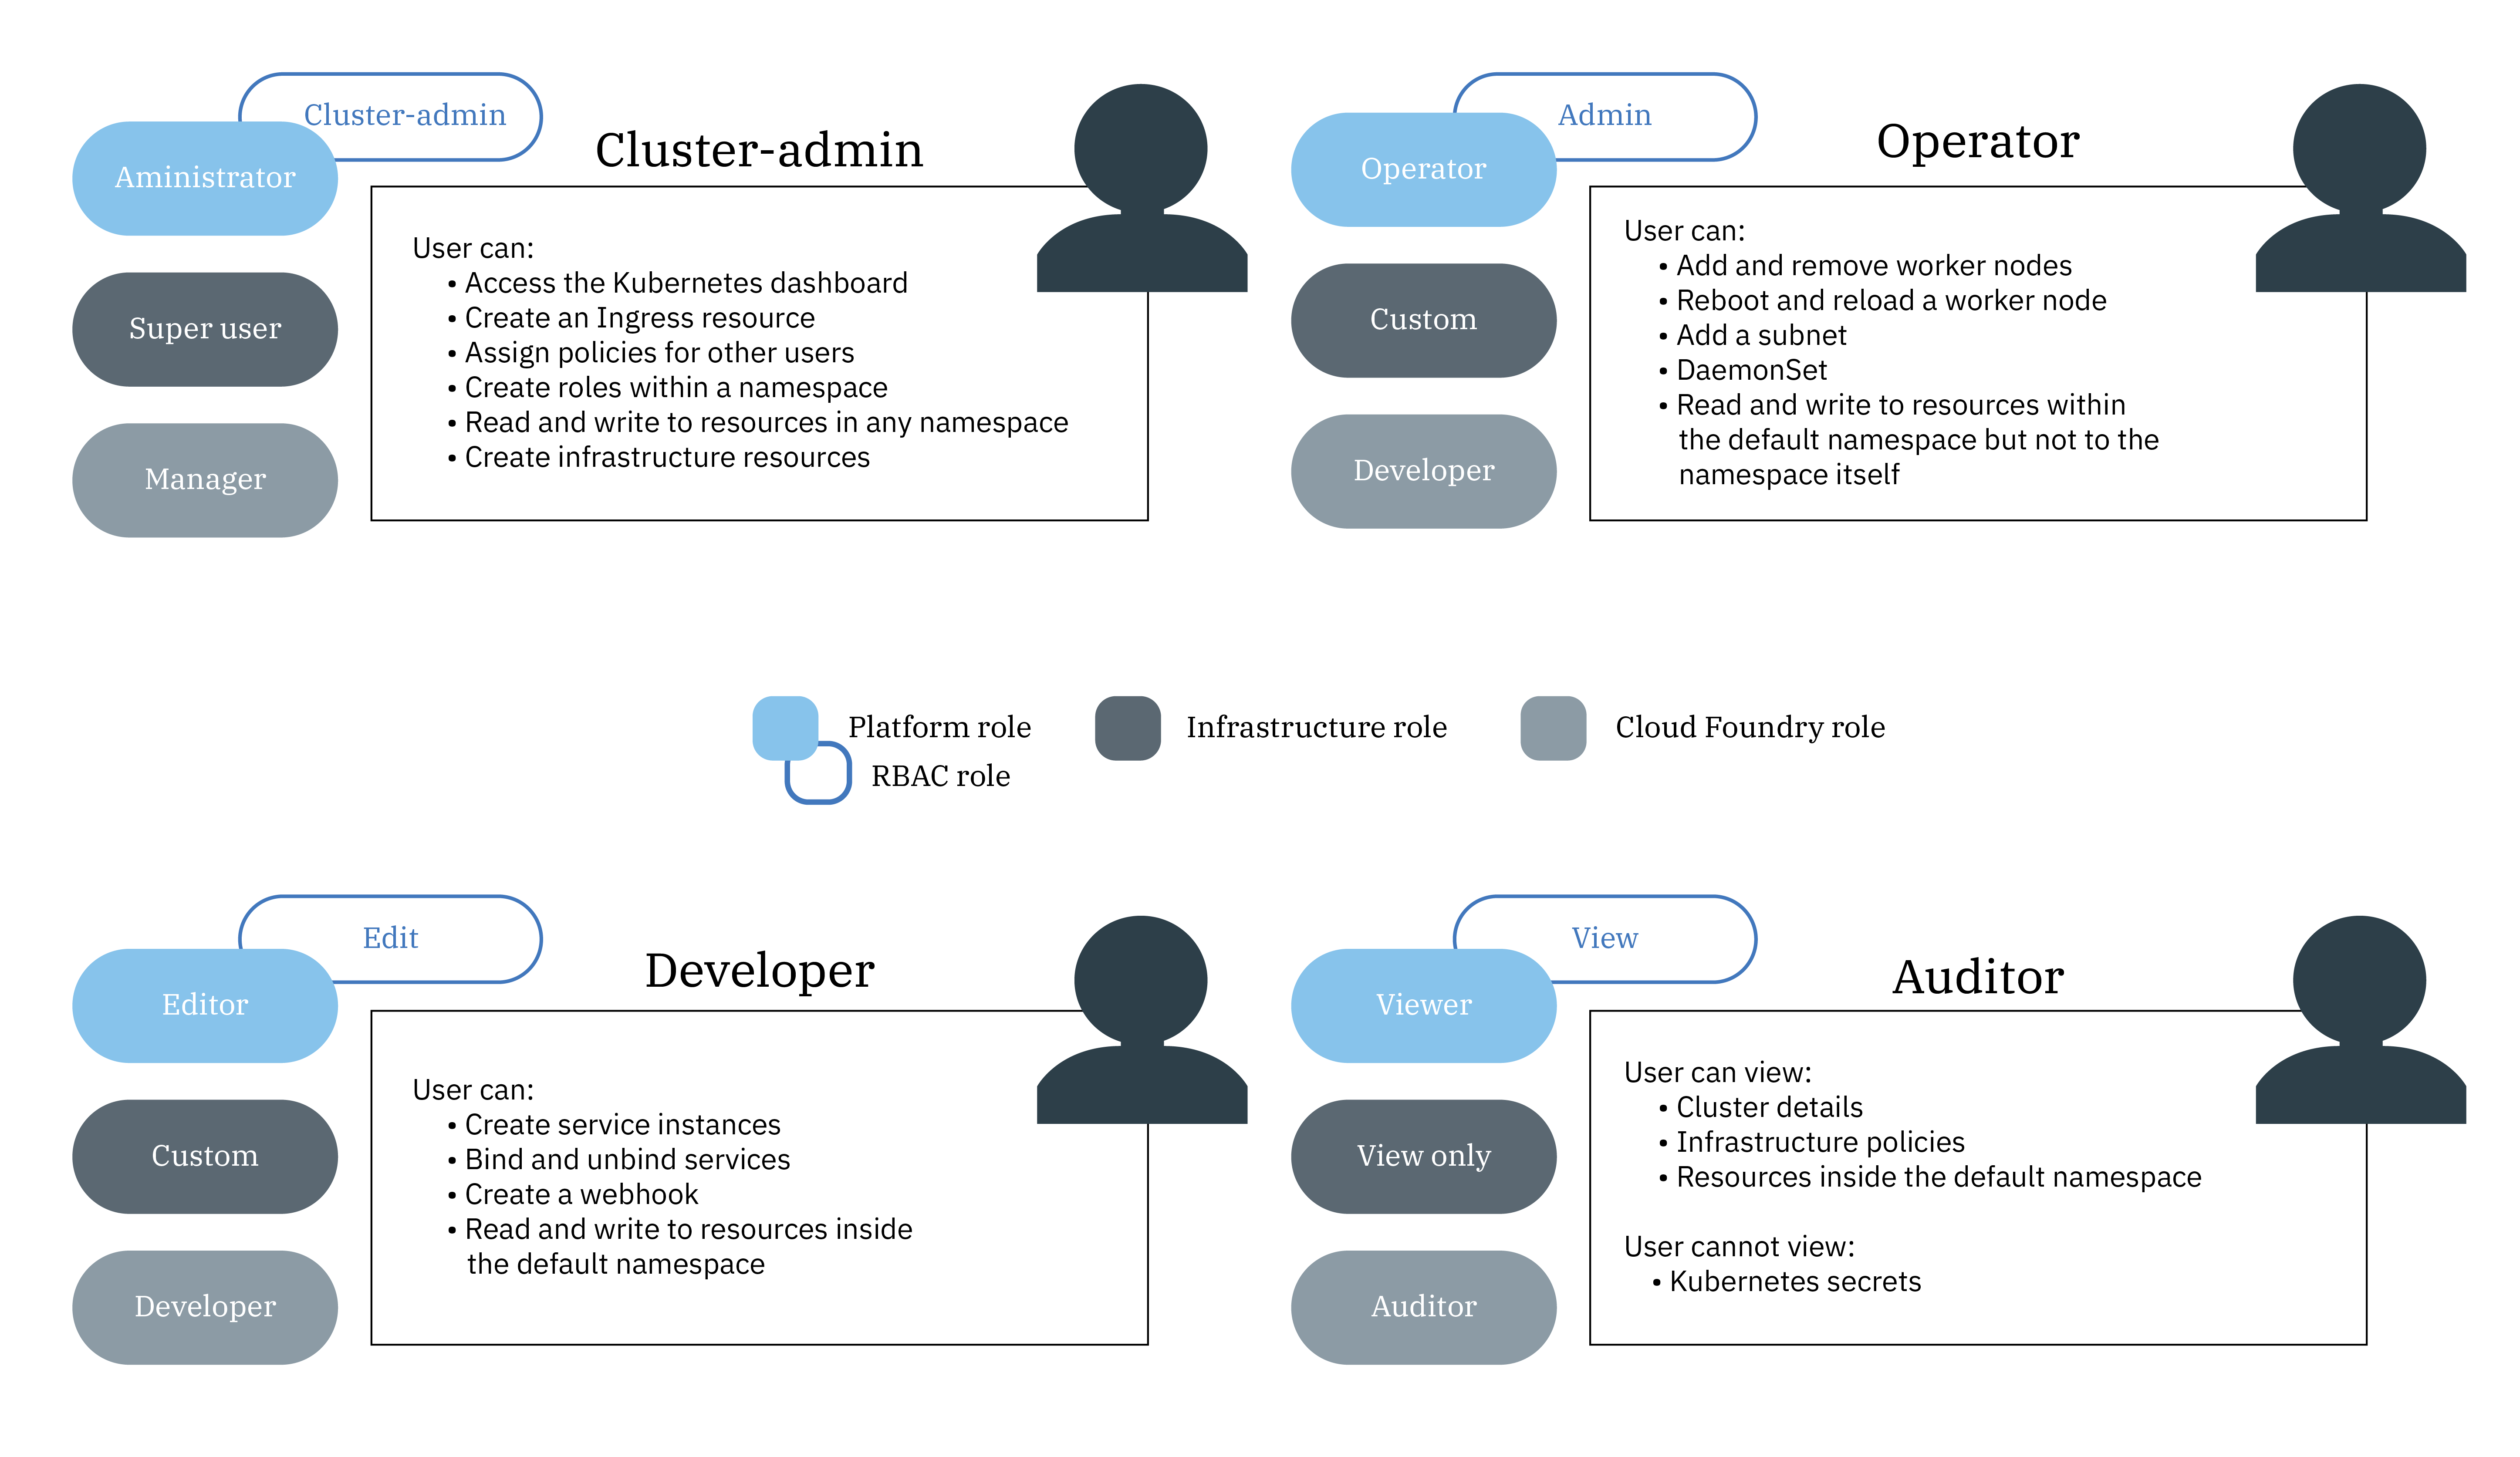 Cluster-admin
Aministrator
Super user
Manager
Cluster-admin
User can:
• Access the Kubernetes dashboard
• Create an Ingress resource
• Assign policies for other users
• Create roles within a namespace
• Read and write to resources in any namespace
• Create infrastructure resources
Admin
Operator
Custom
Developer
Operator
User can:
• Add and remove worker nodes
• Reboot and reload a worker node
• Add a subnet
• DaemonSet
• Read and write to resources within
the default namespace but not to the
namespace itself
Platform role
RBAC role
Infrastructure role
Cloud Foundry role
Edit
Editor
Custom
Developer
Developer
User can:
• Create service instances
• Bind and unbind services
• Create a webhook
• Read and write to resources inside
the default namespace
View
Viewer
View only
Auditor
Auditor
User can view:
• Cluster details
• Infrastructure policies
• Resources inside the default namespace
User cannot view:
• Kubernetes secrets